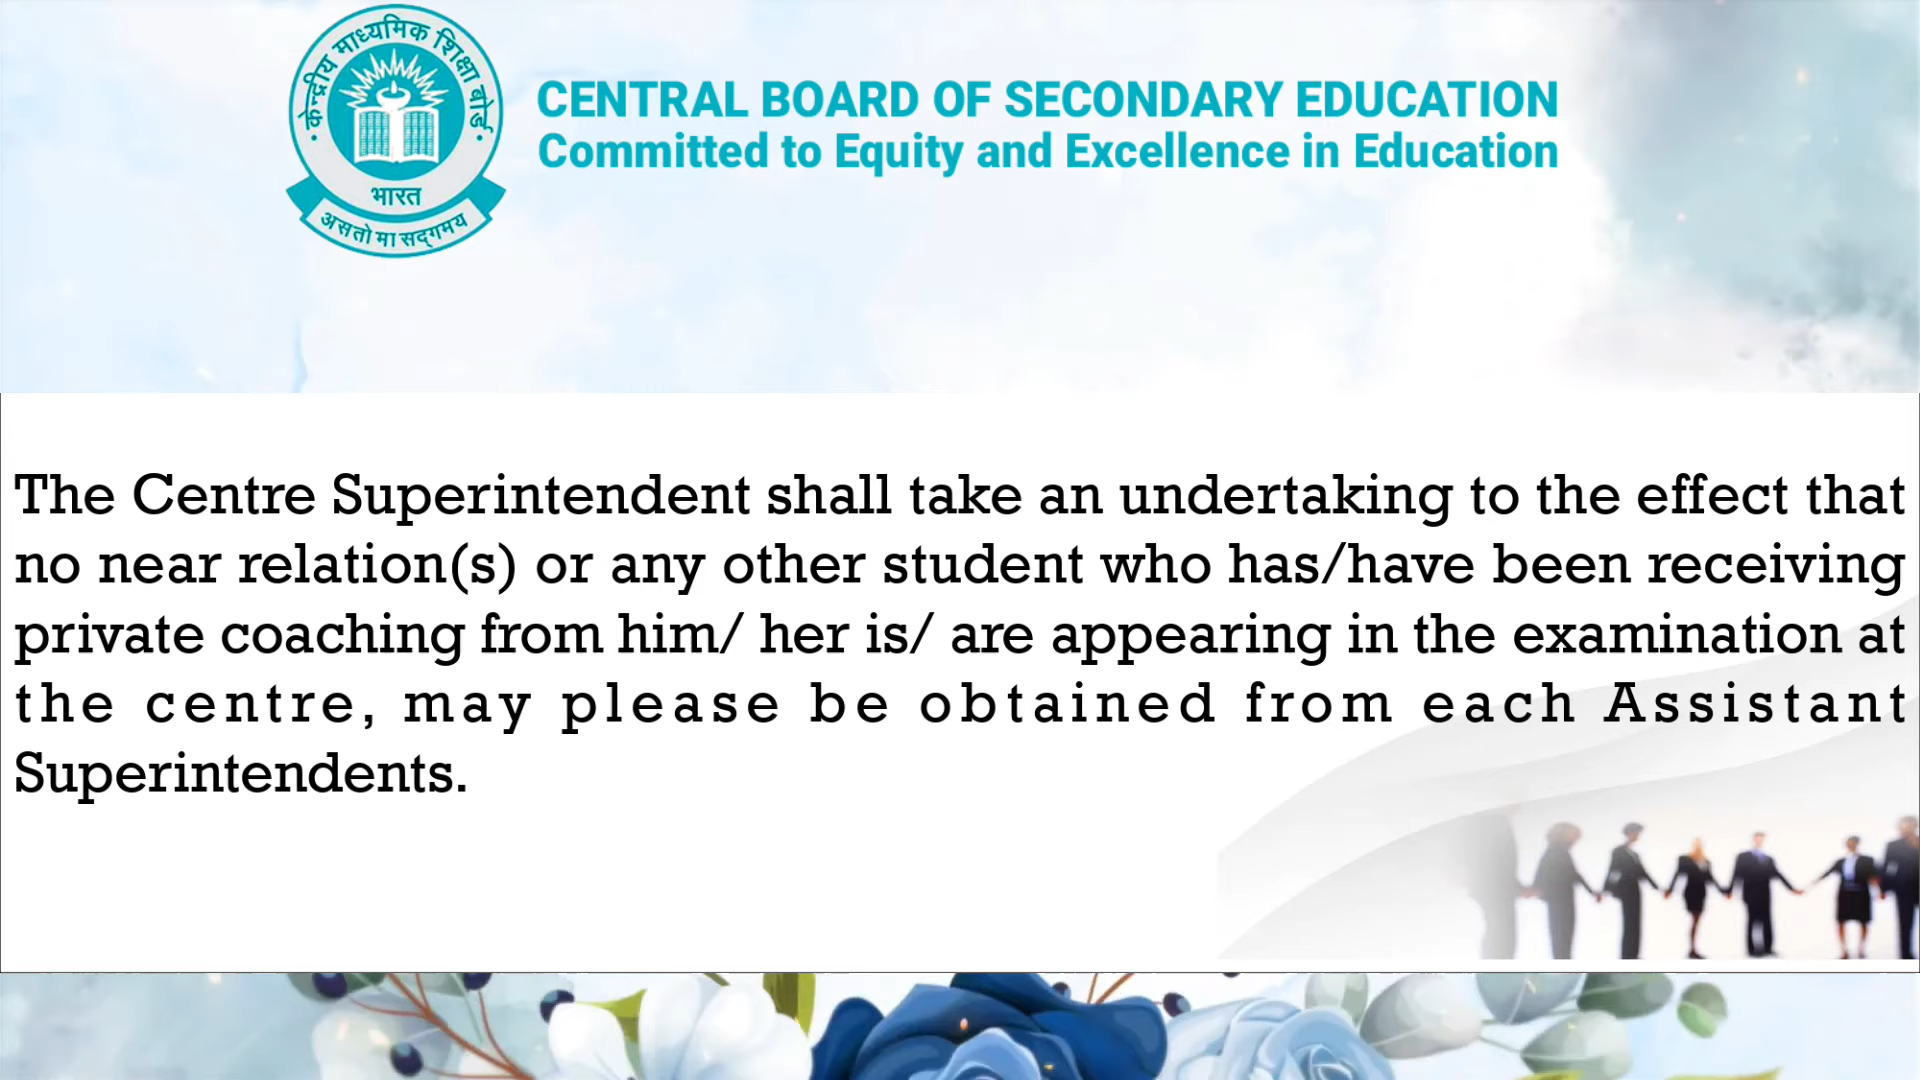 केन्द्रीय माध्यमिक शिक्षा बोर्ड
भारत
असतो मा सद्गमय
CENTRAL BOARD OF SECONDARY EDUCATION
Committed to Equity and Excellence in Education
The Centre Superintendent shall take an undertaking to the effect that
no near relation(s) or any other student who has/have been receiving
private coaching from him/ her is/ are appearing in the examination at
the centre, may please be obtained from each Assistant
Superintendents.